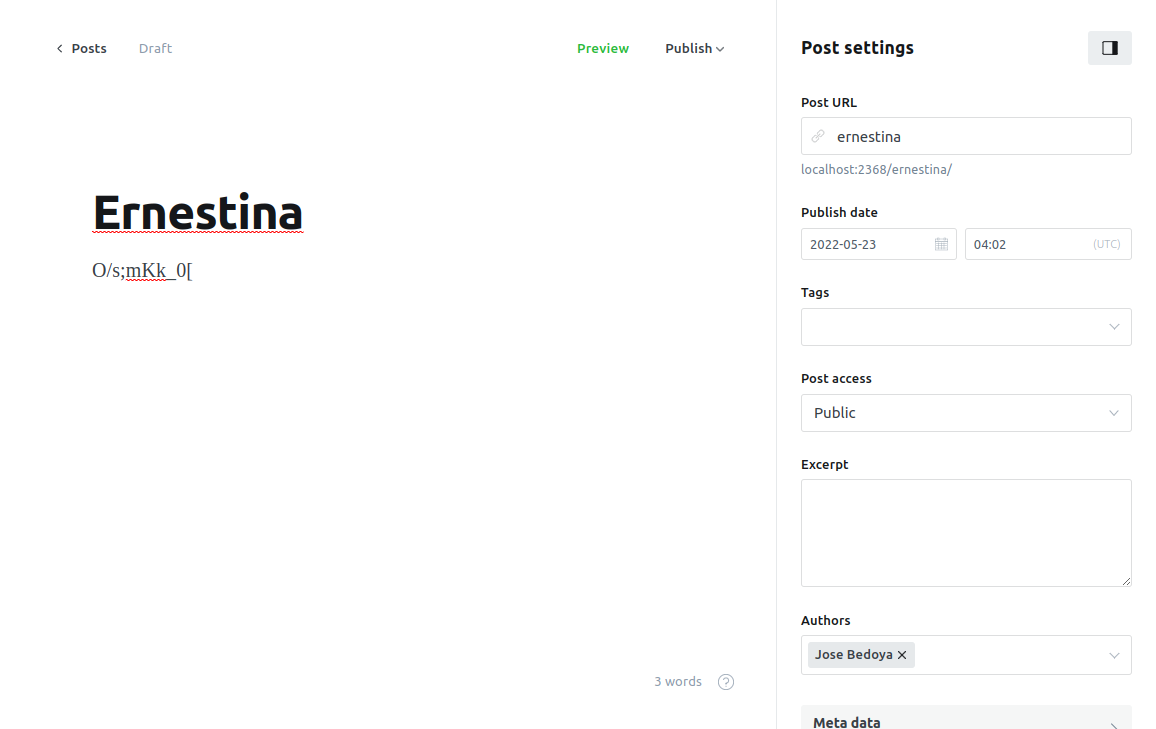 Posts Draft Preview Publish
Post settings
Post URL
ernestina
localhost:2368/ernestina/
Ernestina
Publish date
2022-05-23 04:02 (UTC)
O/s;mKk_0[
Tags
Post access
Public
Excerpt
Authors
Jose Bedoya
3 words ?
Meta data